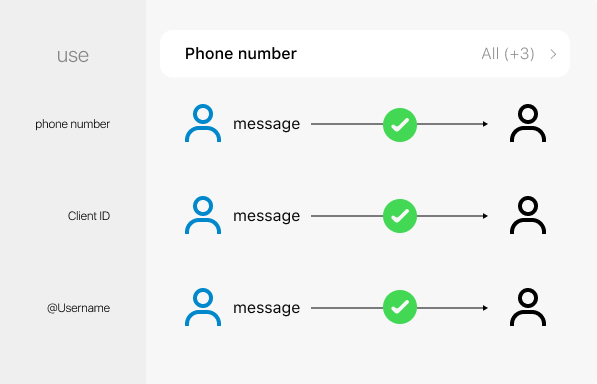 use
Phone number All (+3)
phone number
message
Client ID
message
@Username
message